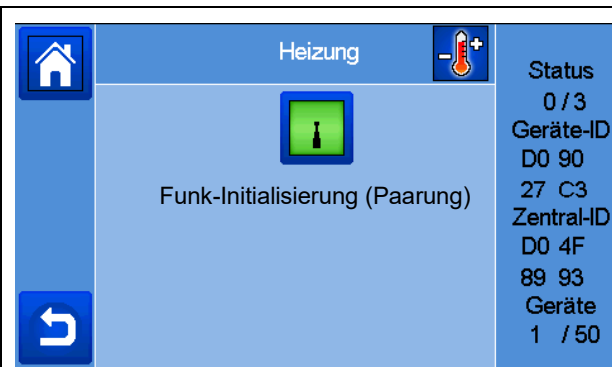 Heizung
Funk-Initialisierung (Paarung)
Status
0 / 3
Geräte-ID
D0 90
27 C3
Zentral-ID
D0 4F
89 93
Geräte
1 / 50